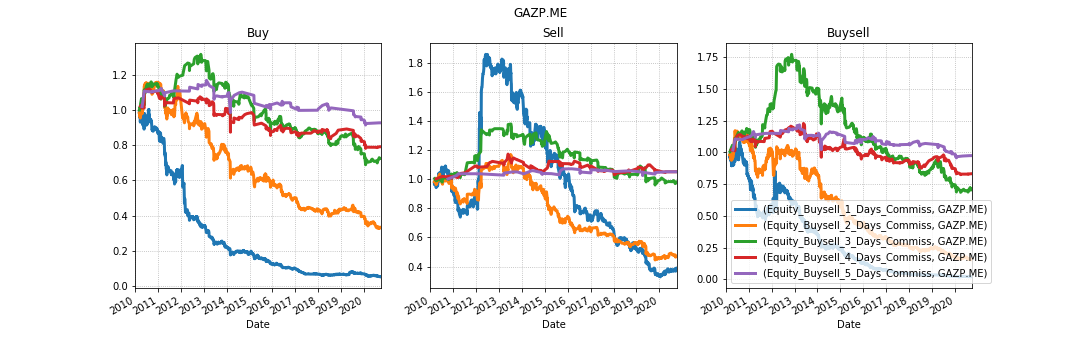 GAZP.ME
Buy
1.2
1.0
0.8
0.6
0.4
0.2
0.0
2010 2011 2012 2013 2014 2015 2016 2017 2018 2019 2020
Date
Sell
1.8
1.6
1.4
1.2
1.0
0.8
0.6
0.4
2010 2011 2012 2013 2014 2015 2016 2017 2018 2019 2020
Date
Buysell
1.75
1.50
1.25
1.00
0.75
0.50
0.25
0.00
(Equity_Buysell_1_Days_Commiss, GAZP.ME)
(Equity_Buysell_2_Days_Commiss, GAZP.ME)
(Equity_Buysell_3_Days_Commiss, GAZP.ME)
(Equity_Buysell_4_Days_Commiss, GAZP.ME)
(Equity_Buysell_5_Days_Commiss, GAZP.ME)
2010 2011 2012 2013 2014 2015 2016 2017 2018 2019 2020
Date